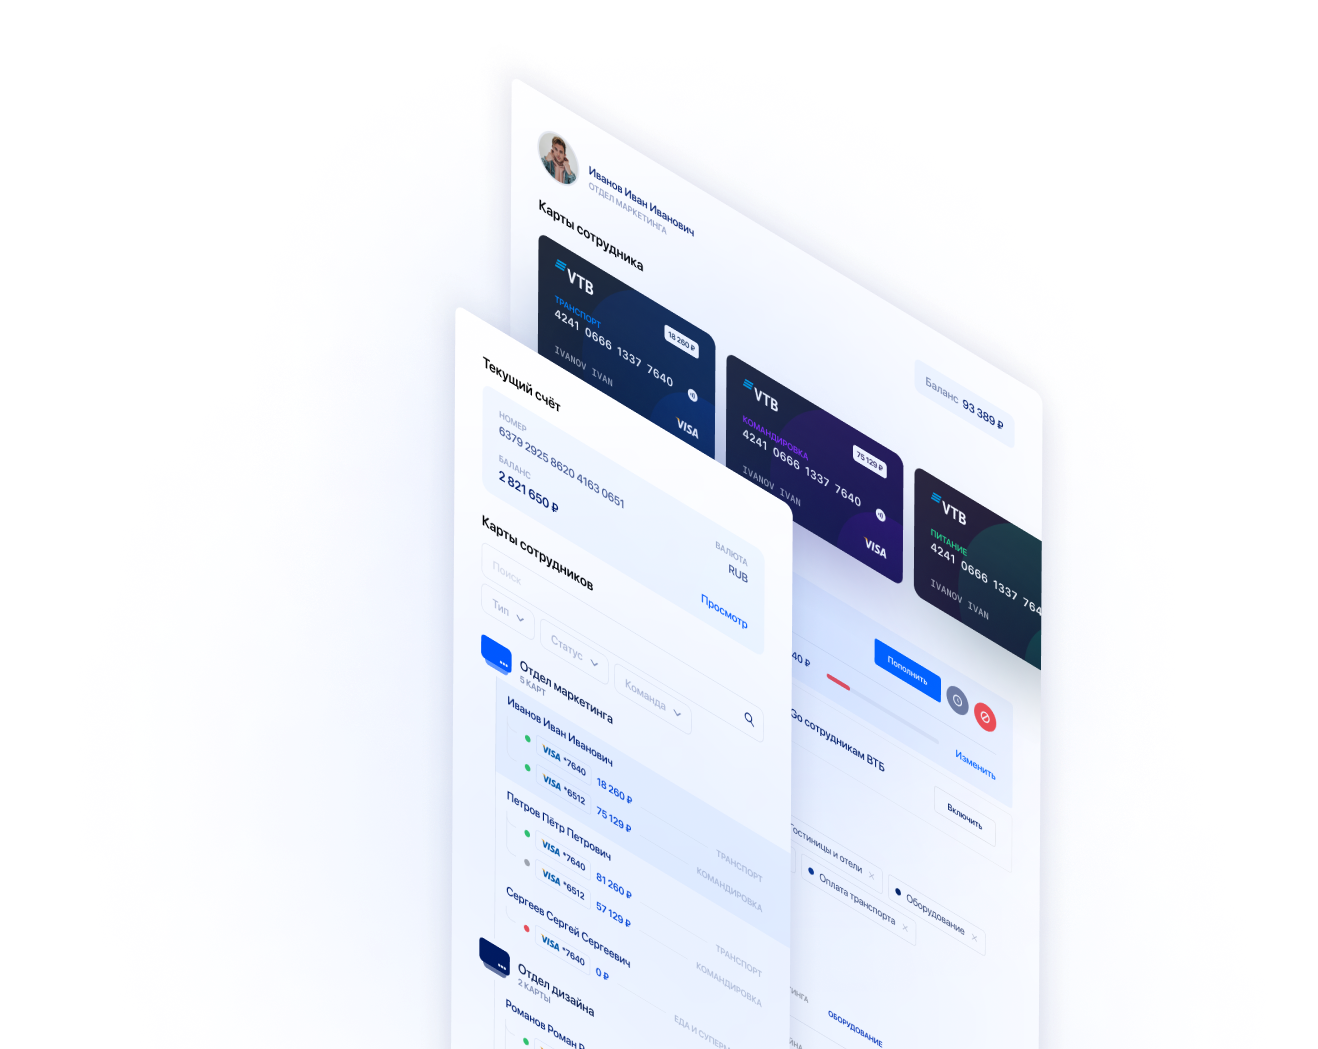 Иванов Иван Иванович
ОТДЕЛ МАРКЕТИНГА
Карты сотрудника
Баланс 93 389 ₽
VTB
ТРАНСПОРТ
18 260 ₽
4241 0666 1337 7640
IVANOV IVAN
VISA
VTB
КОМАНДИРОВКА
75 129 ₽
4241 0666 1337 7640
IVANOV IVAN
VISA
VTB
ПИТАНИЕ
4241 0666 1337 764
IVANOV IVAN
40 ₽
Пополнить
Изменить
Go сотрудникам ВТБ
Включить
Гостиницы и отели ×
Оплата транспорта ×
Оборудование ×
ОБОРУДОВАНИЕ
Текущий счёт
НОМЕР
6379 2925 8620 4163 0651
ВАЛЮТА
БАЛАНС
RUB
2 821 650 ₽
Просмотр
Карты сотрудников
Поиск
Тип
Статус
Команда
Отдел маркетинга
5 КАРТ
Иванов Иван Иванович
VISA *7640 18 260 ₽ ТРАНСПОРТ
VISA *6512 75 129 ₽ КОМАНДИРОВКА
Петров Пётр Петрович
VISA *7640 81 260 ₽ ТРАНСПОРТ
VISA *6512 57 129 ₽ КОМАНДИРОВКА
Сергеев Сергей Сергеевич
VISA *7640 0 ₽ ЕДА И СУПЕРМ
Отдел дизайна
2 КАРТЫ
Романов Роман Р